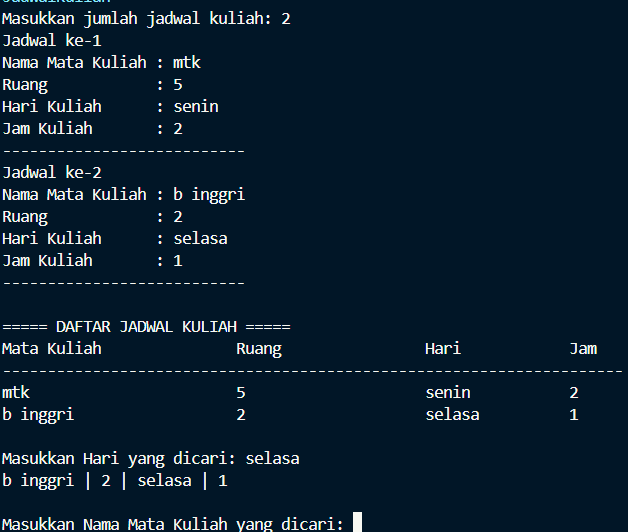 Masukkan jumlah jadwal kuliah: 2
Jadwal ke-1
Nama Mata Kuliah : mtk
Ruang            : 5
Hari Kuliah      : senin
Jam Kuliah       : 2
---------------------------
Jadwal ke-2
Nama Mata Kuliah : b inggri
Ruang            : 2
Hari Kuliah      : selasa
Jam Kuliah       : 1
---------------------------

===== DAFTAR JADWAL KULIAH =====
Mata Kuliah               Ruang                Hari            Jam
---------------------------------------------------------------------
mtk                       5                    senin           2
b inggri                  2                    selasa          1

Masukkan Hari yang dicari: selasa
b inggri | 2 | selasa | 1

Masukkan Nama Mata Kuliah yang dicari: